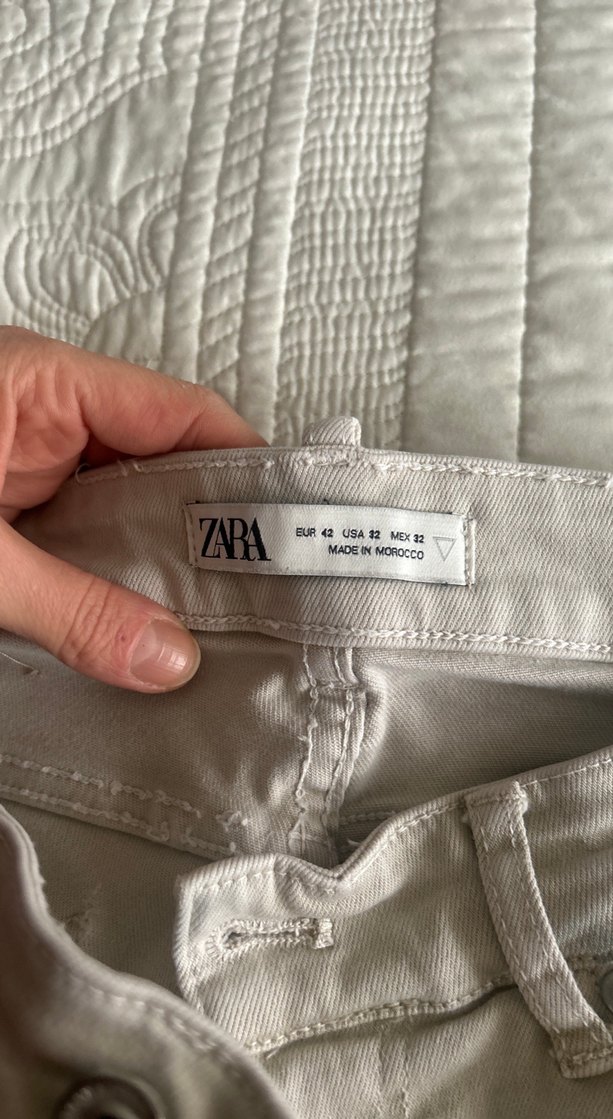 ZARA
EUR 42 USA 32 MEX 32
MADE IN MOROCCO